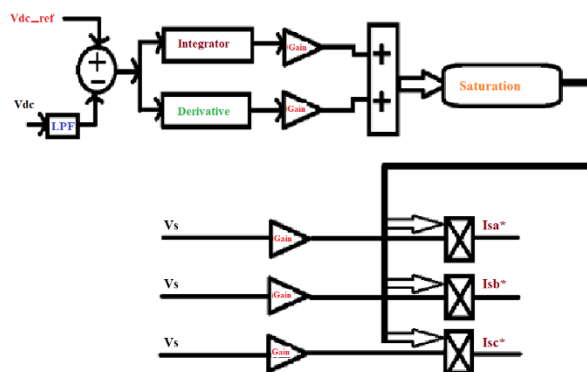 Vdc_ref
Integrator
Gain
+
+
−
+
Saturation
Vdc
LPF
Derivative
Gain
Vs
Gain
Isa*
Vs
Gain
Isb*
Vs
Gain
Isc*